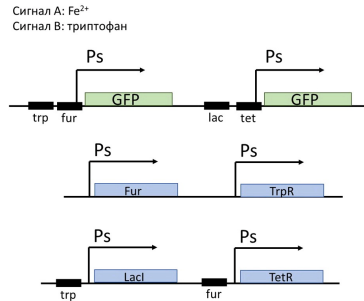 Сигнал А: Fe²⁺
Сигнал В: триптофан
Ps Ps
GFP GFP
trp fur lac tet
Ps Ps
Fur TrpR
Ps Ps
LacI TetR
trp fur